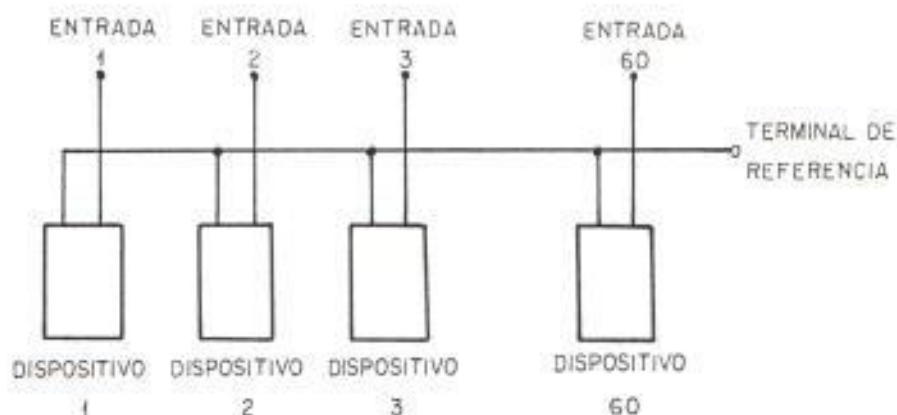 ENTRADA
1
ENTRADA
2
ENTRADA
3
ENTRADA
60
TERMINAL DE
REFERENCIA
DISPOSITIVO
1
DISPOSITIVO
2
DISPOSITIVO
3
DISPOSITIVO
60